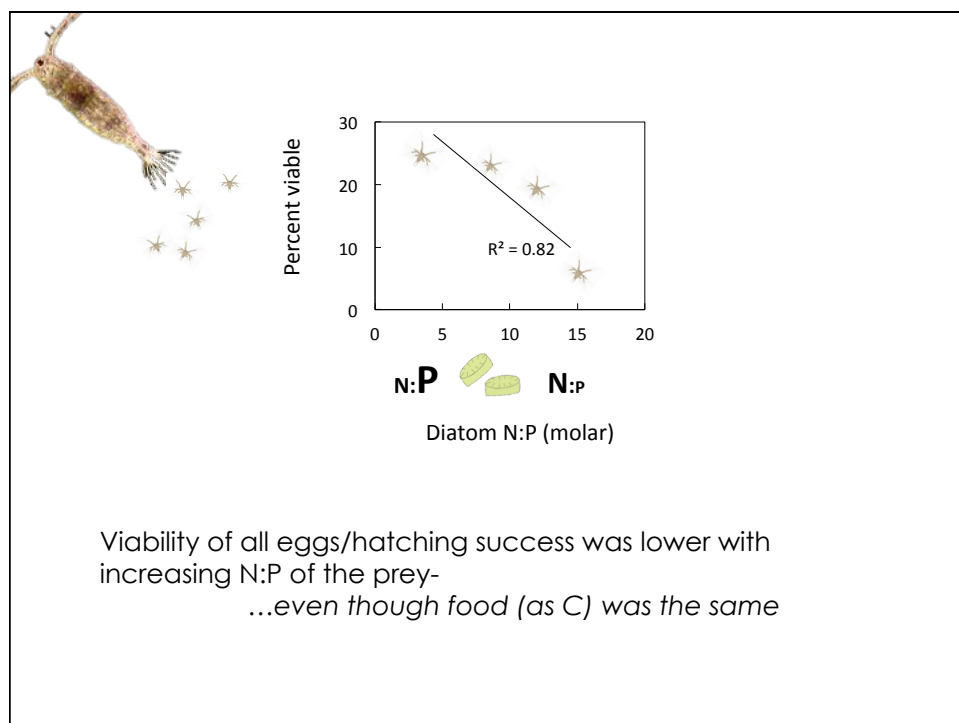 Percent viable
30
20
10
0
R² = 0.82
0 5 10 15 20
N:P N:P
Diatom N:P (molar)
Viability of all eggs/hatching success was lower with
increasing N:P of the prey-
…even though food (as C) was the same